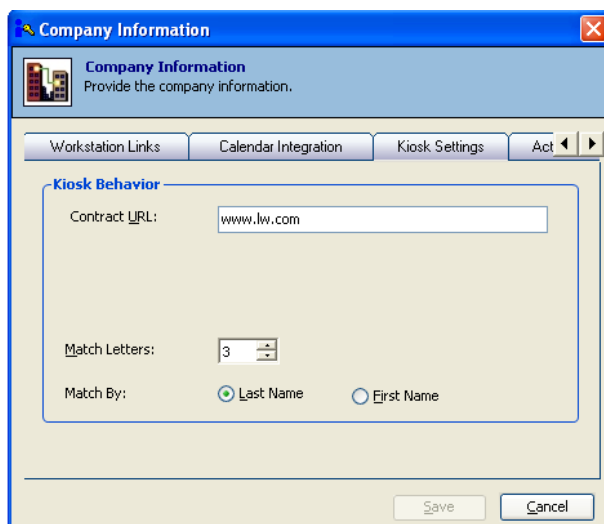 Company Information
Company Information
Provide the company information.
Workstation Links Calendar Integration Kiosk Settings Act
Kiosk Behavior
Contract URL: www.lw.com
Match Letters: 3
Match By: Last Name First Name
Save Cancel